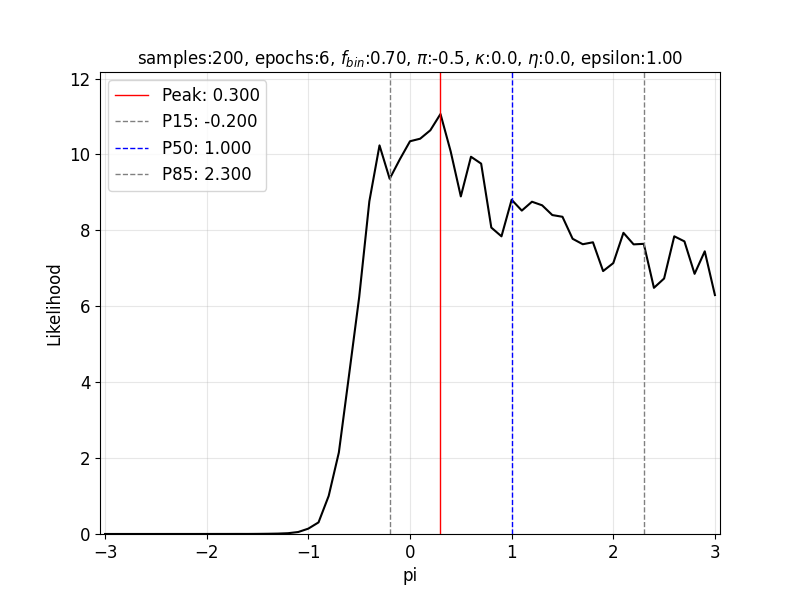 samples:200, epochs:6, f_bin:0.70, π:-0.5, κ:0.0, η:0.0, epsilon:1.00
Peak: 0.300
P15: -0.200
P50: 1.000
P85: 2.300
12
10
8
6
4
2
0
Likelihood
−3
−2
−1
0
1
2
3
pi